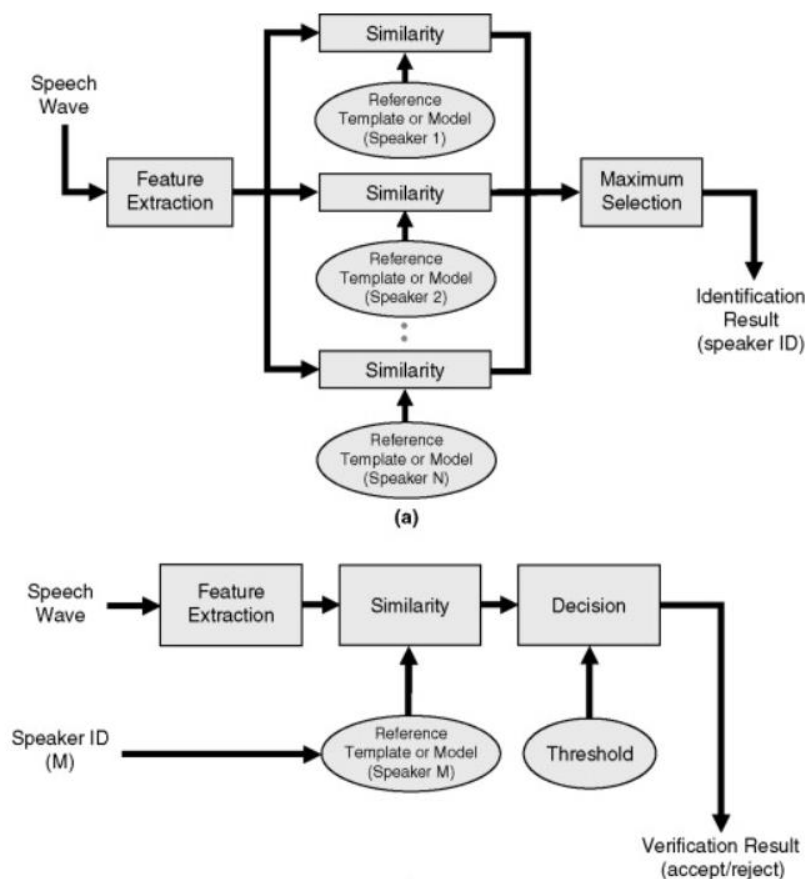 Similarity
Speech
Wave
Reference
Template or Model
(Speaker 1)
Feature
Extraction
Similarity
Maximum
Selection
Reference
Template or Model
(Speaker 2)
Identification
Result
(speaker ID)
Similarity
Reference
Template or Model
(Speaker N)
(a)
Speech
Wave
Feature
Extraction
Similarity
Decision
Speaker ID
(M)
Reference
Template or Model
(Speaker M)
Threshold
Verification Result
(accept/reject)